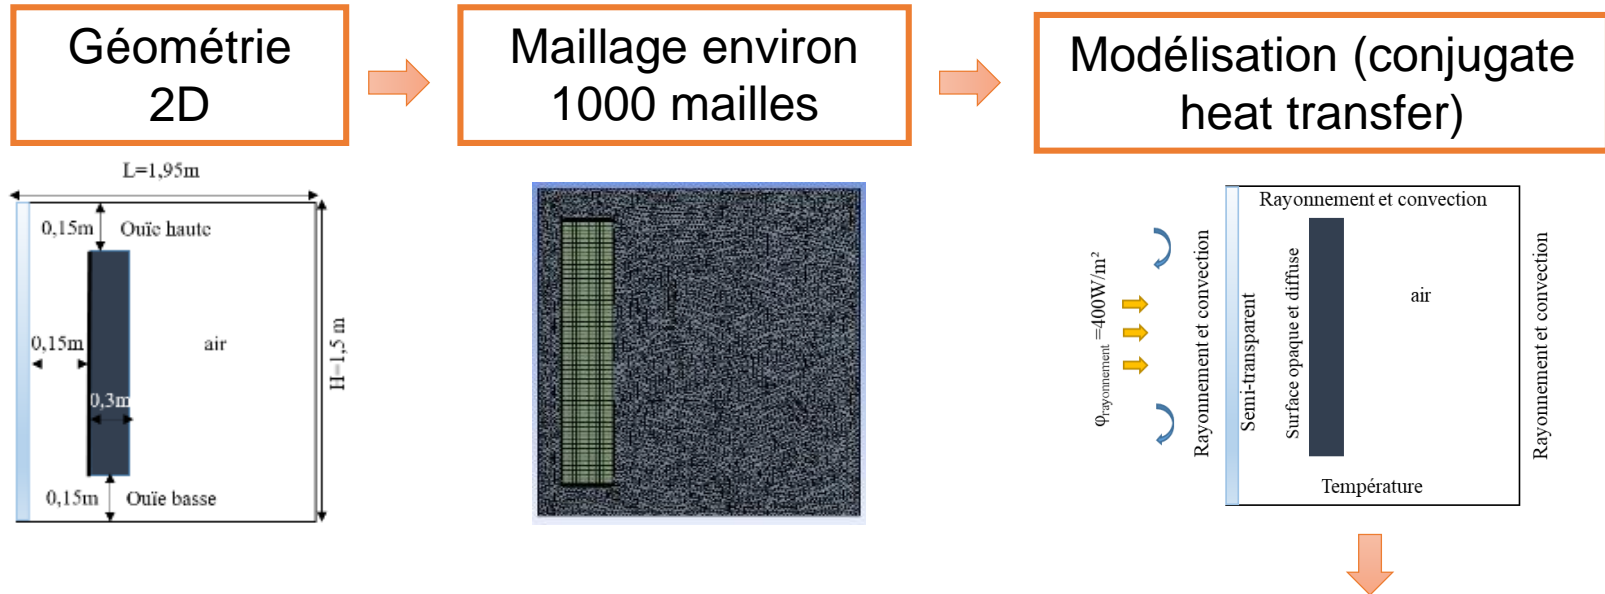 Géométrie
2D
Maillage environ
1000 mailles
Modélisation (conjugate
heat transfer)
L=1,95m
0,15m
Ouïe haute
0,15m
air
0,3m
H=1,5 m
0,15m
Ouïe basse
Rayonnement et convection
φrayonnement =400W/m²
Rayonnement et convection
Semi-transparent
Surface opaque et diffuse
air
Température
Rayonnement et convection